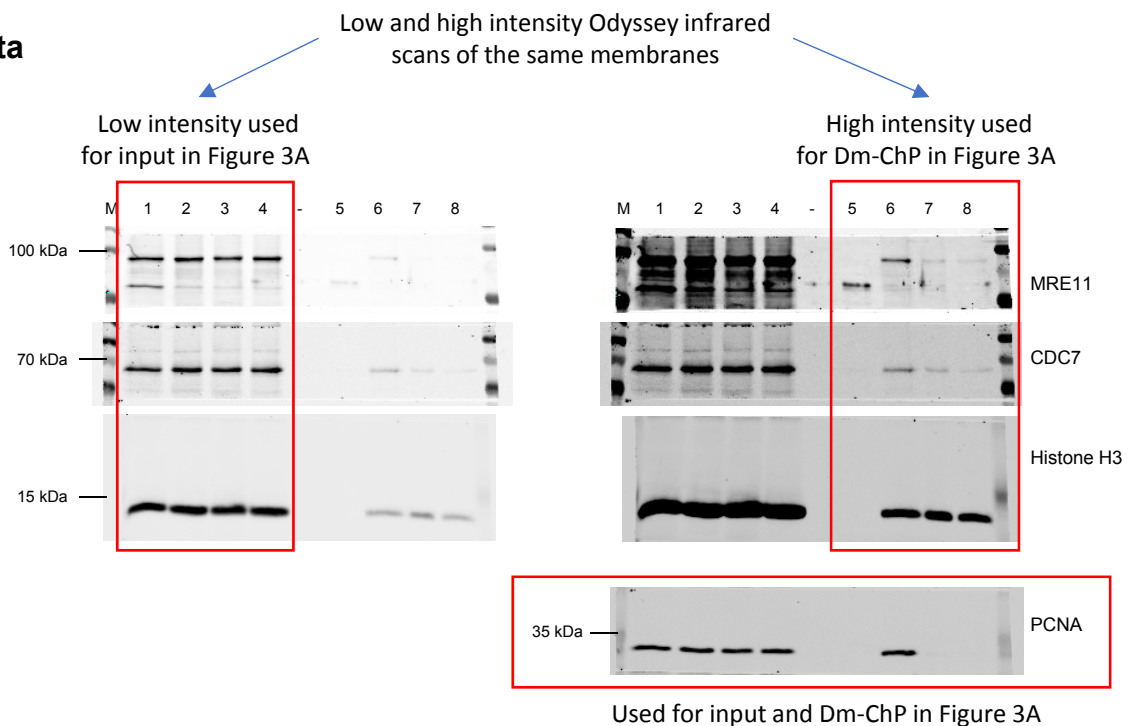 ta
Low and high intensity Odyssey infrared
scans of the same membranes
Low intensity used
for input in Figure 3A
High intensity used
for Dm-ChP in Figure 3A
M 1 2 3 4 - 5 6 7 8
M 1 2 3 4 - 5 6 7 8
100 kDa
MRE11
70 kDa
CDC7
Histone H3
15 kDa
35 kDa
PCNA
Used for input and Dm-ChP in Figure 3A